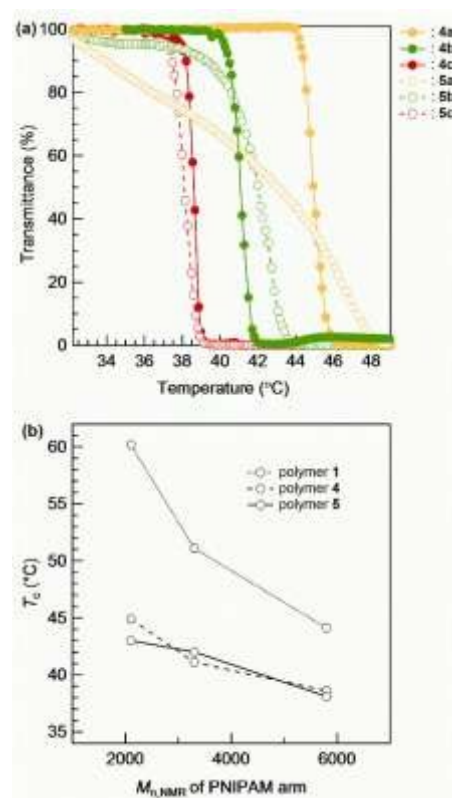 (a)
100
80
60
40
20
0
Transmittance (%)
34 36 38 40 42 44 46 48
Temperature (°C)
: 4a
: 4b
: 4c
: 5a
: 5b
: 5c
(b)
60
55
50
45
40
35
Tc (°C)
polymer 1
polymer 4
polymer 5
2000 4000 6000
Mn,NMR of PNIPAM arm